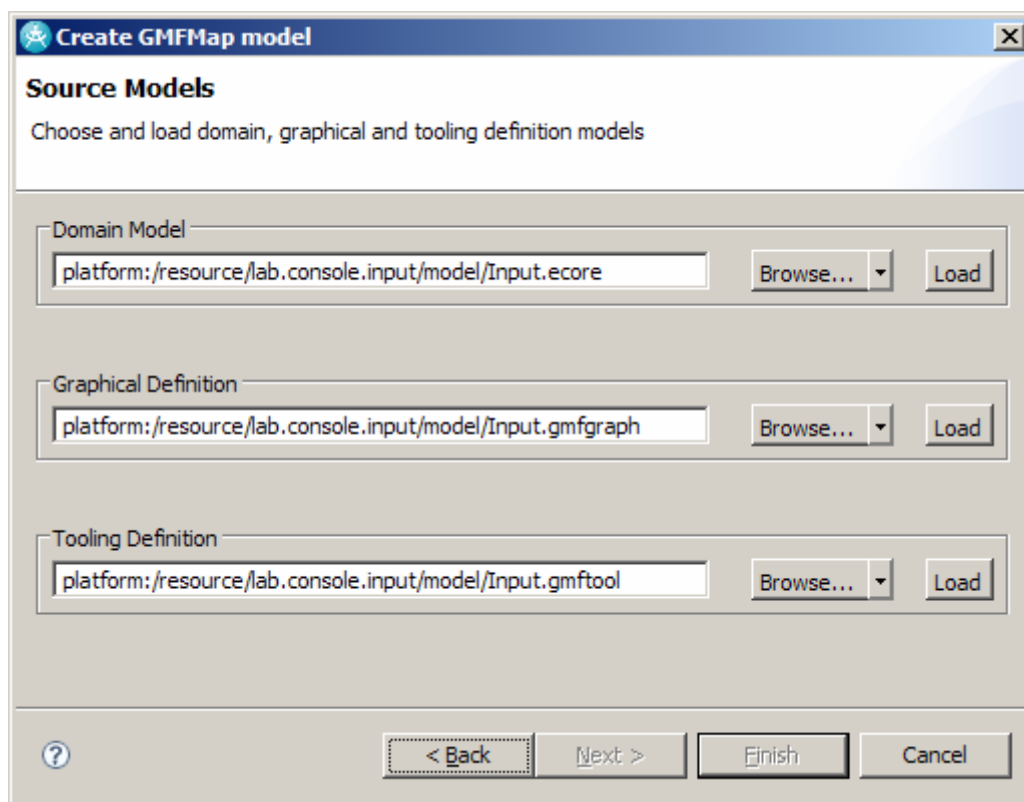 Create GMFMap model
Source Models
Choose and load domain, graphical and tooling definition models
Domain Model
platform:/resource/lab.console.input/model/Input.ecore Browse... Load
Graphical Definition
platform:/resource/lab.console.input/model/Input.gmfgraph Browse... Load
Tooling Definition
platform:/resource/lab.console.input/model/Input.gmftool Browse... Load
? < Back Next > Finish Cancel